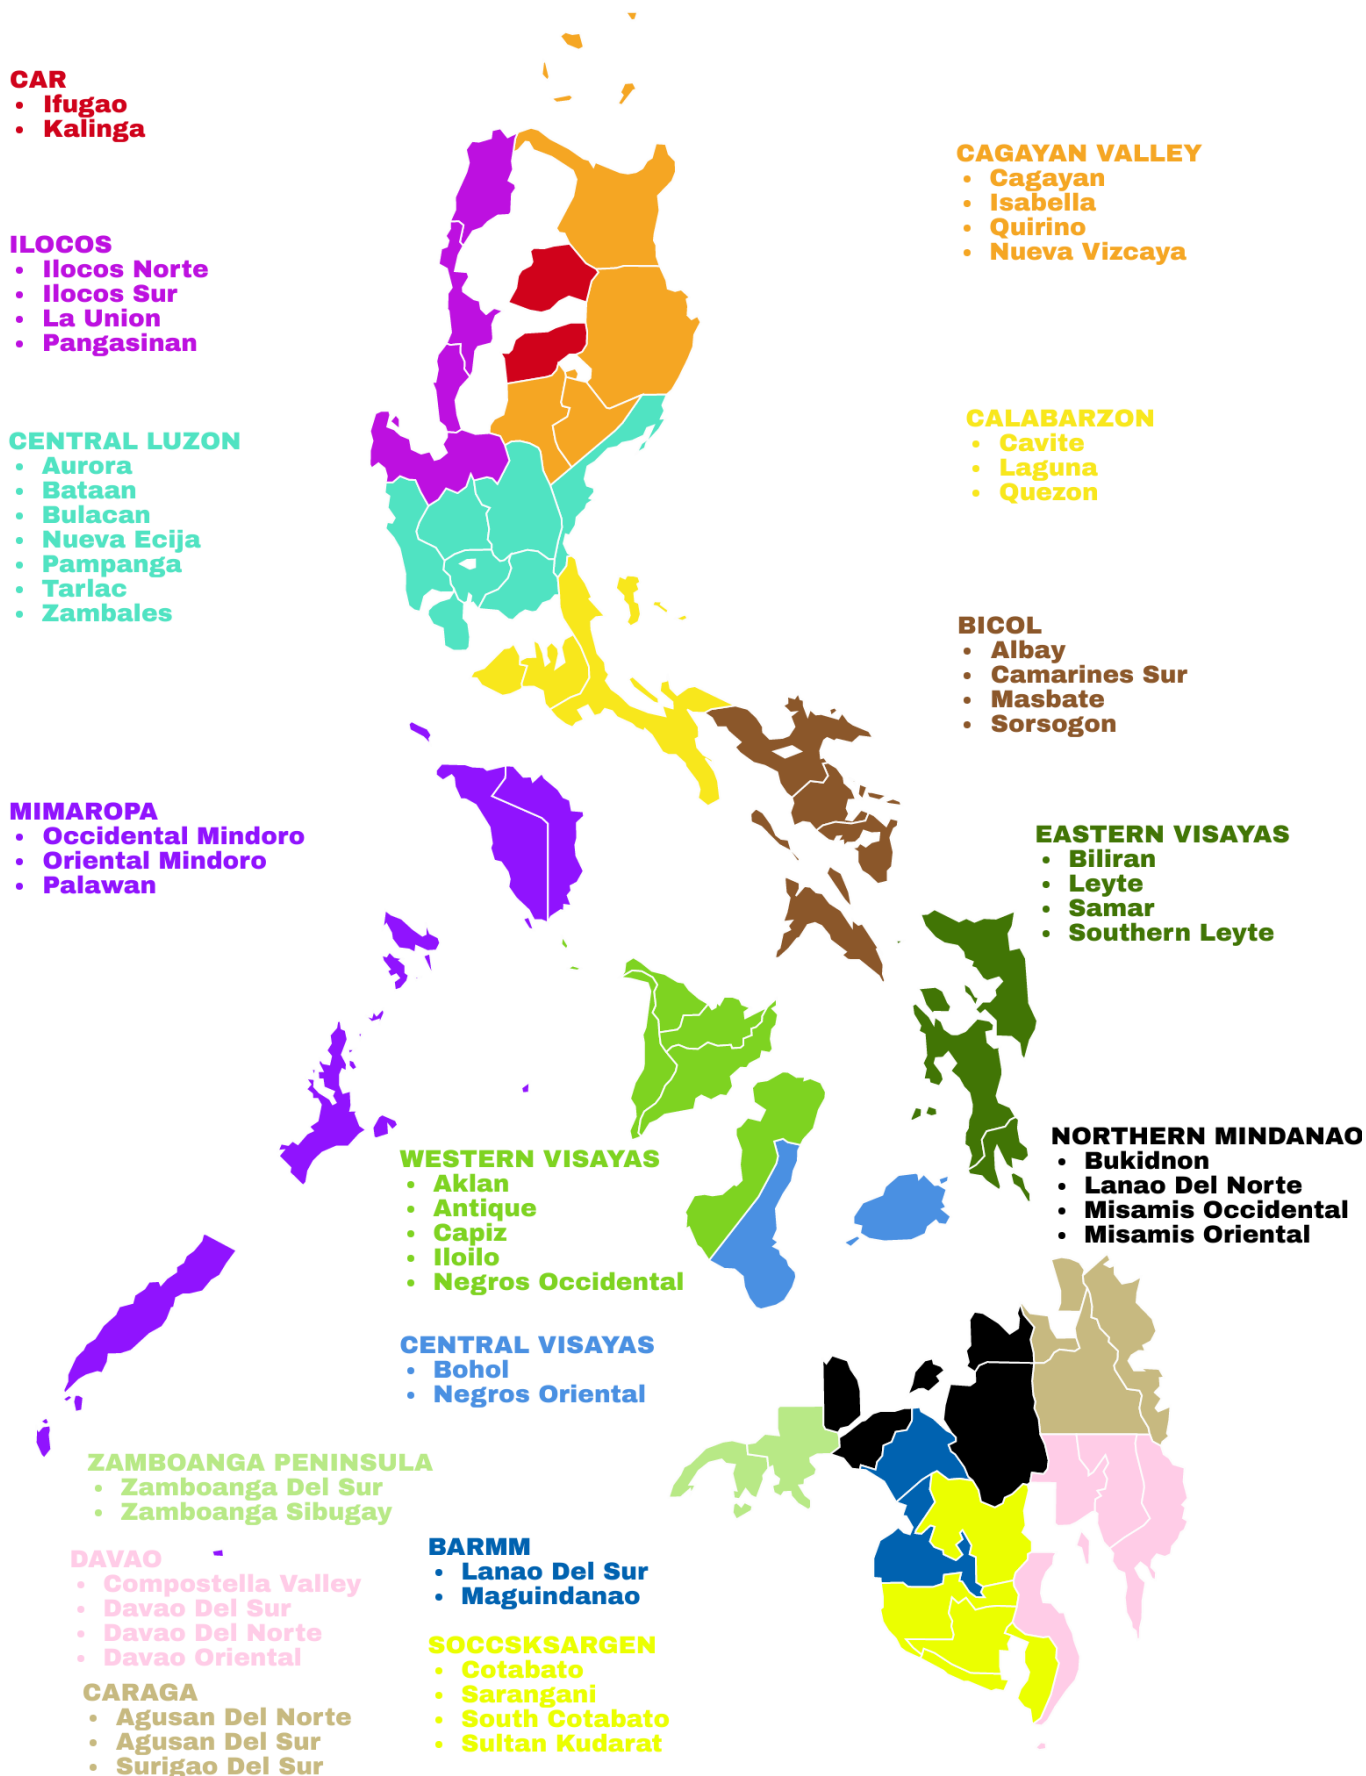 CAR
• Ifugao
• Kalinga
ILOCOS
• Ilocos Norte
• Ilocos Sur
• La Union
• Pangasinan
CENTRAL LUZON
• Aurora
• Bataan
• Bulacan
• Nueva Ecija
• Pampanga
• Tarlac
• Zambales
MIMAROPA
• Occidental Mindoro
• Oriental Mindoro
• Palawan
CAGAYAN VALLEY
• Cagayan
• Isabella
• Quirino
• Nueva Vizcaya
CALABARZON
• Cavite
• Laguna
• Quezon
BICOL
• Albay
• Camarines Sur
• Masbate
• Sorsogon
EASTERN VISAYAS
• Biliran
• Leyte
• Samar
• Southern Leyte
NORTHERN MINDANAO
• Bukidnon
• Lanao Del Norte
• Misamis Occidental
• Misamis Oriental
WESTERN VISAYAS
• Aklan
• Antique
• Capiz
• Iloilo
• Negros Occidental
CENTRAL VISAYAS
• Bohol
• Negros Oriental
ZAMBOANGA PENINSULA
• Zamboanga Del Sur
• Zamboanga Sibugay
DAVAO
• Compostella Valley
• Davao Del Sur
• Davao Del Norte
• Davao Oriental
CARAGA
• Agusan Del Norte
• Agusan Del Sur
• Surigao Del Sur
BARMM
• Lanao Del Sur
• Maguindanao
SOCCSKSARGEN
• Cotabato
• Sarangani
• South Cotabato
• Sultan Kudarat